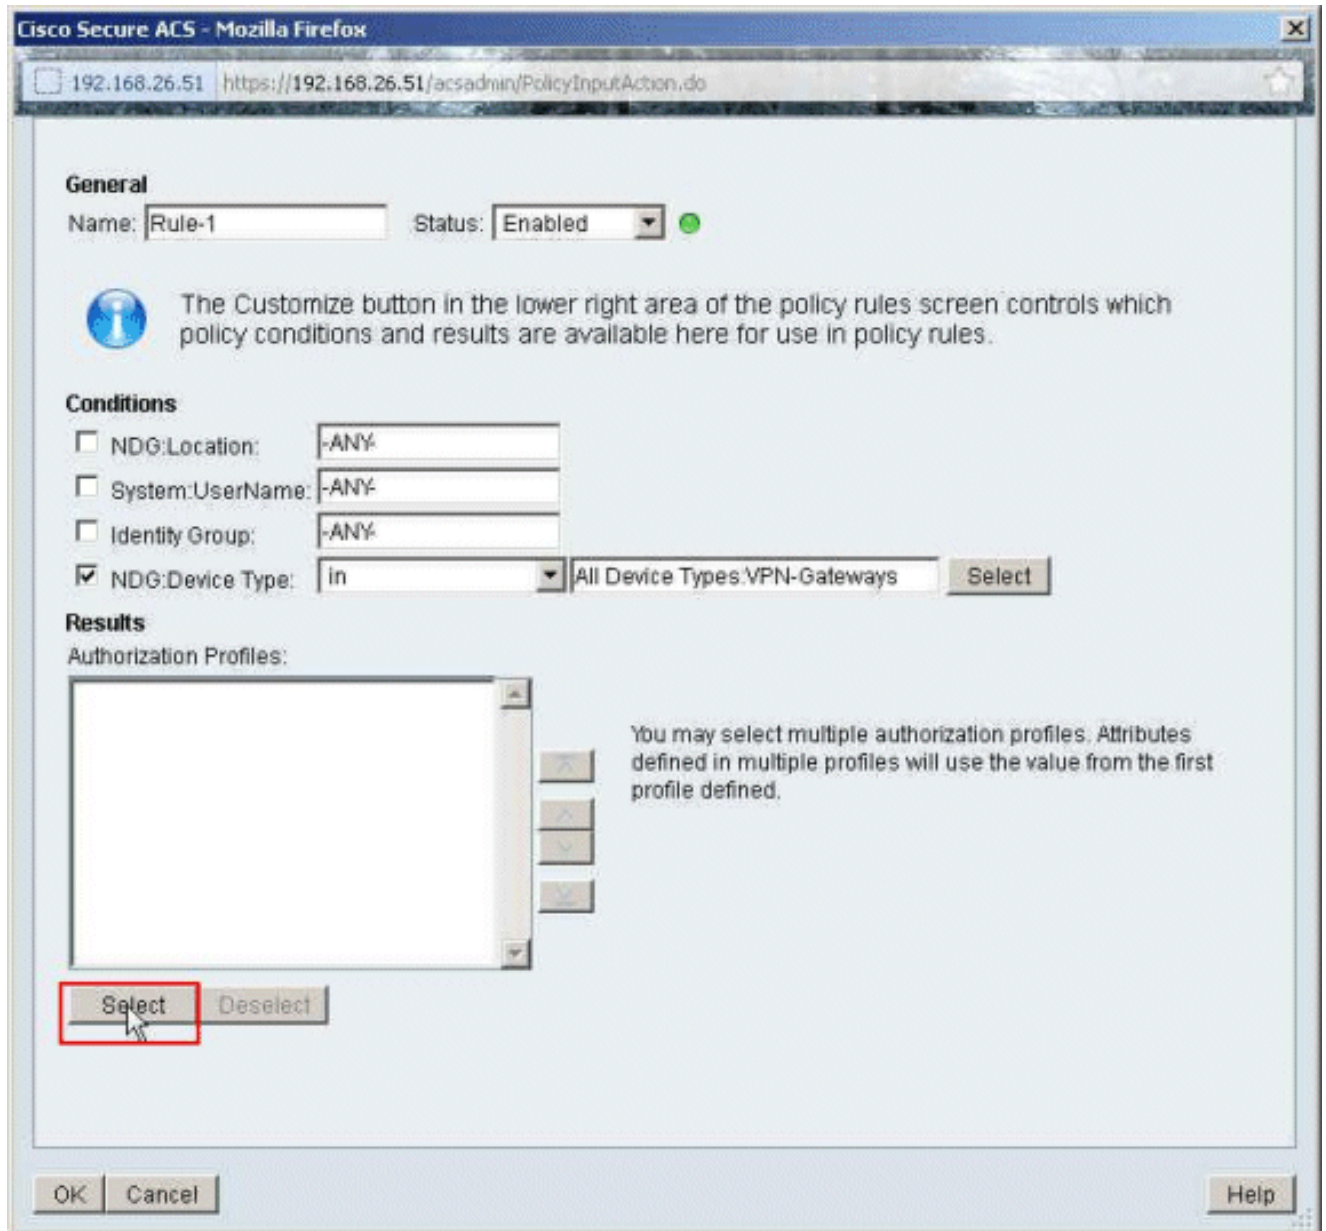 Cisco Secure ACS - Mozilla Firefox
192.168.26.51 https://192.168.26.51/acsadmin/PolicyInputAction.do
General
Name: Rule-1 Status: Enabled
The Customize button in the lower right area of the policy rules screen controls which
policy conditions and results are available here for use in policy rules.
Conditions
NDG:Location: -ANY-
System:UserName: -ANY-
Identity Group: -ANY-
NDG:Device Type: in All Device Types:VPN-Gateways Select
Results
Authorization Profiles:
You may select multiple authorization profiles. Attributes
defined in multiple profiles will use the value from the first
profile defined.
Select Deselect
OK Cancel Help